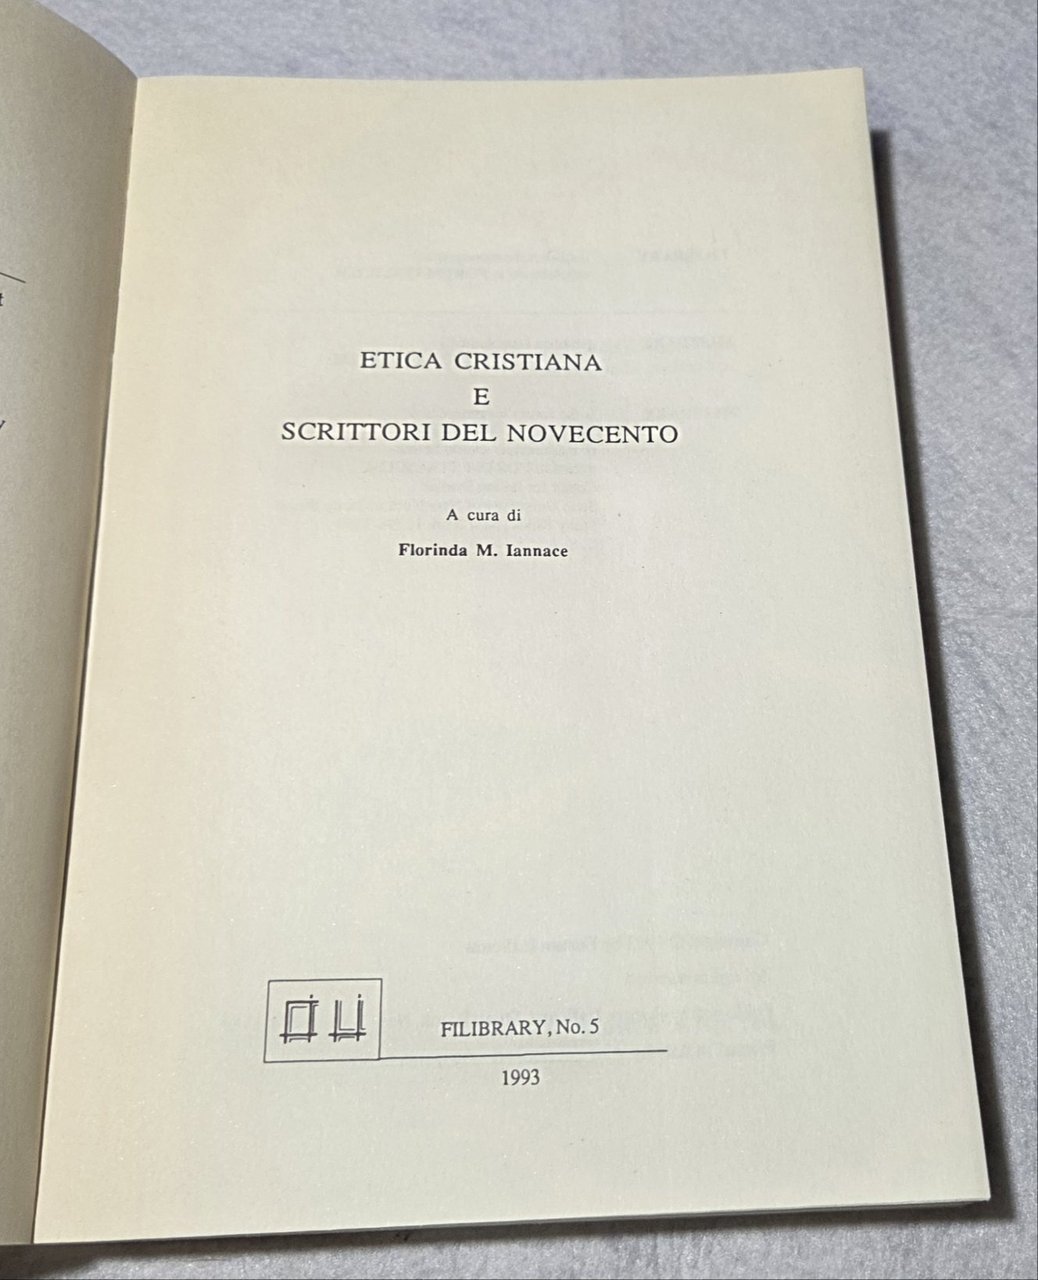 ETICA CRISTIANA
E
SCRITTORI DEL NOVECENTO
A cura di
Florinda M. Iannace
FILIBRARY, No. 5
1993